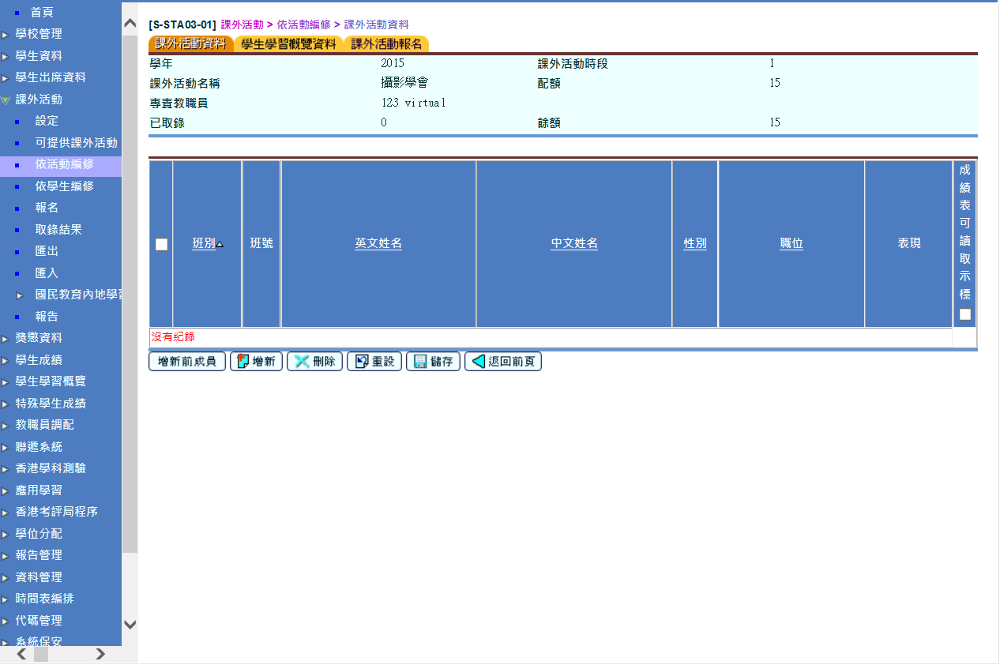 首頁
學校管理
學生資料
學生出席資料
課外活動
設定
可提供課外活動
依活動編修
依學生編修
報名
取錄結果
匯出
匯入
國民教育內地學習
報告
獎懲資料
學生成績
學生學習概覽
特殊學生成績
教職員調配
聯遞系統
香港學科測驗
應用學習
香港考評局程序
學位分配
報告管理
資料管理
時間表編排
代碼管理
系統保安
[S-STA03-01] 課外活動 > 依活動編修 > 課外活動資料
課外活動資料 學生學習概覽資料 課外活動報名
學年 2015 課外活動時段 1
課外活動名稱 攝影學會 配額 15
專責教職員 123 virtual
已取錄 0 餘額 15
班別 班號 英文姓名 中文姓名 性別 職位 表現 成績表可讀取示標
沒有紀錄
增新前成員 增新 刪除 重設 儲存 返回前頁